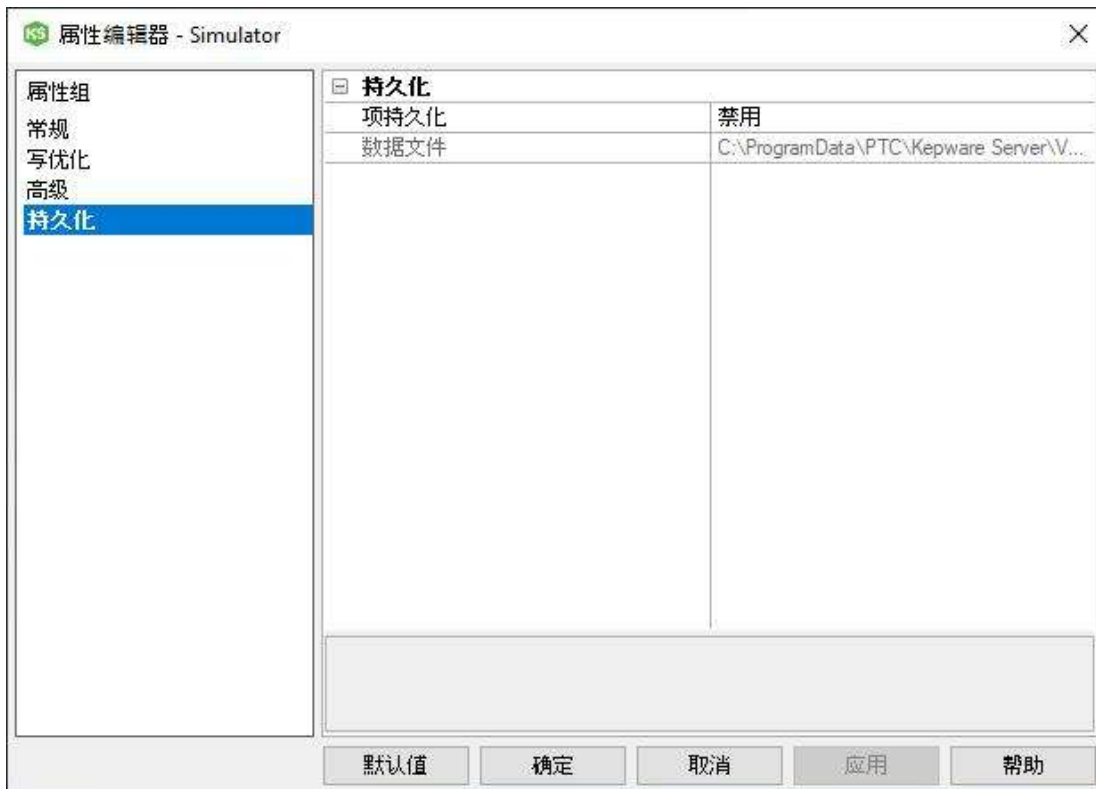 KS 属性编辑器 - Simulator
属性组
常规
写优化
高级
持久化
持久化
项持久化 禁用
数据文件 C:\ProgramData\PTC\Kepware Server\V...
默认值 确定 取消 应用 帮助